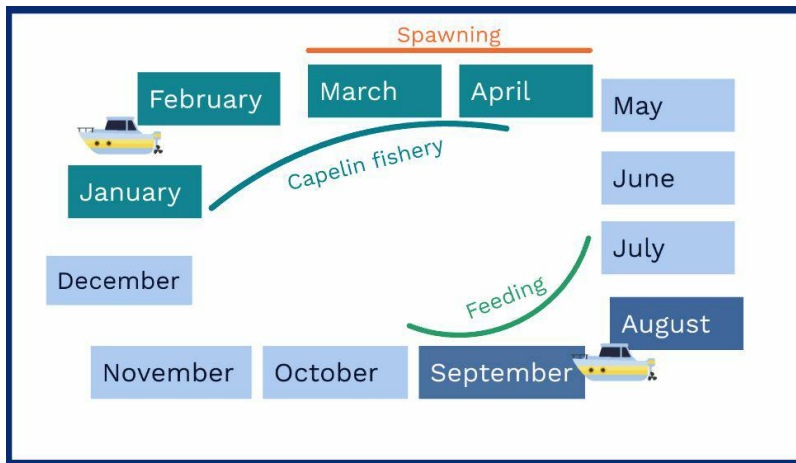 Spawning
February
March
April
May
Capelin fishery
January
June
July
December
Feeding
August
November
October
September